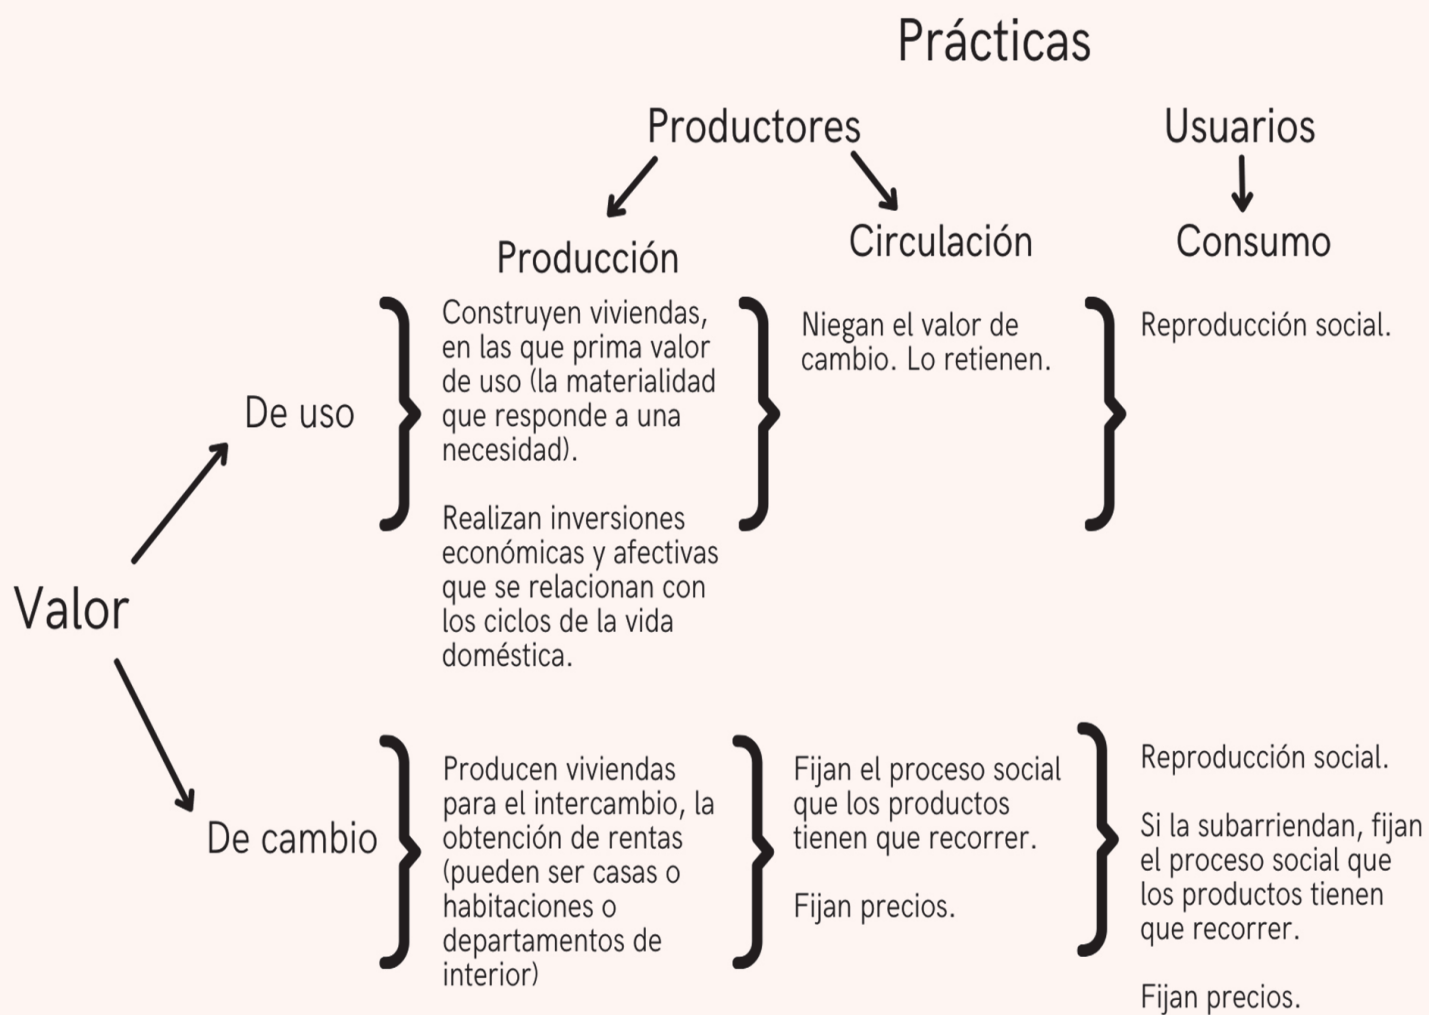 Prácticas
Productores
Usuarios
Producción
Circulación
Consumo
De uso
Construyen viviendas,
en las que prima valor
de uso (la materialidad
que responde a una
necesidad).
Realizan inversiones
económicas y afectivas
que se relacionan con
los ciclos de la vida
doméstica.
Niegan el valor de
cambio. Lo retienen.
Reproducción social.
Valor
De cambio
Producen viviendas
para el intercambio, la
obtención de rentas
(pueden ser casas o
habitaciones o
departamentos de
interior)
Fijan el proceso social
que los productos
tienen que recorrer.
Fijan precios.
Reproducción social.
Si la subarriendan, fijan
el proceso social que
los productos tienen
que recorrer.
Fijan precios.